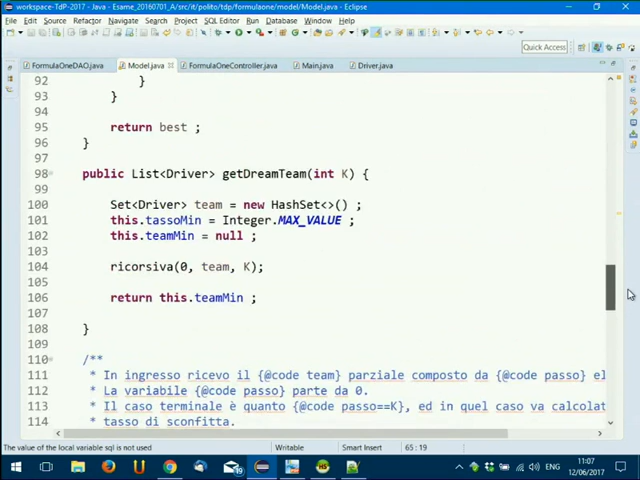 workspace-TdP-2017 - Java - Esame_20160701_A/src/it/polito/tdp/formulaone/model/Model.java - Eclipse
File Edit Source Refactor Navigate Search Project SQL Editor Run Database Window Help
Quick Access
FormulaOneDAO.java Model.java FormulaOneController.java Main.java Driver.java
92 }
93 }
94
95 return best ;
96 }
97
98 public List<Driver> getDreamTeam(int K) {
99
100 Set<Driver> team = new HashSet<>() ;
101 this.tassoMin = Integer.MAX_VALUE ;
102 this.teamMin = null ;
103
104 ricorsiva(0, team, K);
105
106 return this.teamMin ;
107
108 }
109
110 /**
111 * In ingresso ricevo il {@code team} parziale composto da {@code passo} el
112 * La variabile {@code passo} parte da 0.
113 * Il caso terminale è quanto {@code passo==K}, ed in quel caso va calcolat
114 * tasso di sconfitta.
The value of the local variable sql is not used Writable Smart Insert 65 : 19
19 ENG 11:07
12/06/2017